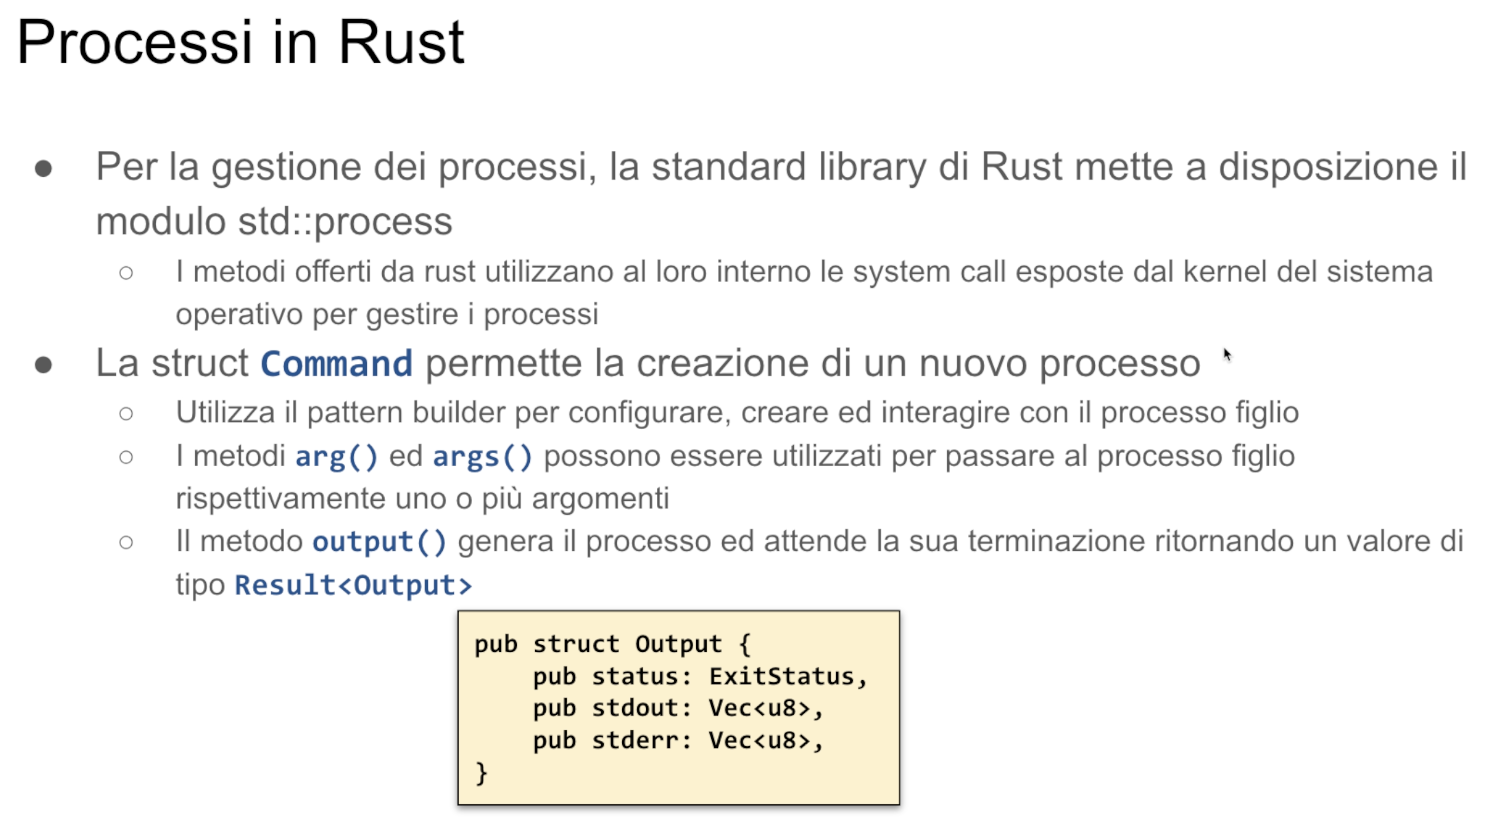 Processi in Rust
● Per la gestione dei processi, la standard library di Rust mette a disposizione il
modulo std::process
○ I metodi offerti da rust utilizzano al loro interno le system call esposte dal kernel del sistema
operativo per gestire i processi
● La struct Command permette la creazione di un nuovo processo
○ Utilizza il pattern builder per configurare, creare ed interagire con il processo figlio
○ I metodi arg() ed args() possono essere utilizzati per passare al processo figlio
rispettivamente uno o più argomenti
○ Il metodo output() genera il processo ed attende la sua terminazione ritornando un valore di
tipo Result<Output>
pub struct Output {
    pub status: ExitStatus,
    pub stdout: Vec<u8>,
    pub stderr: Vec<u8>,
}